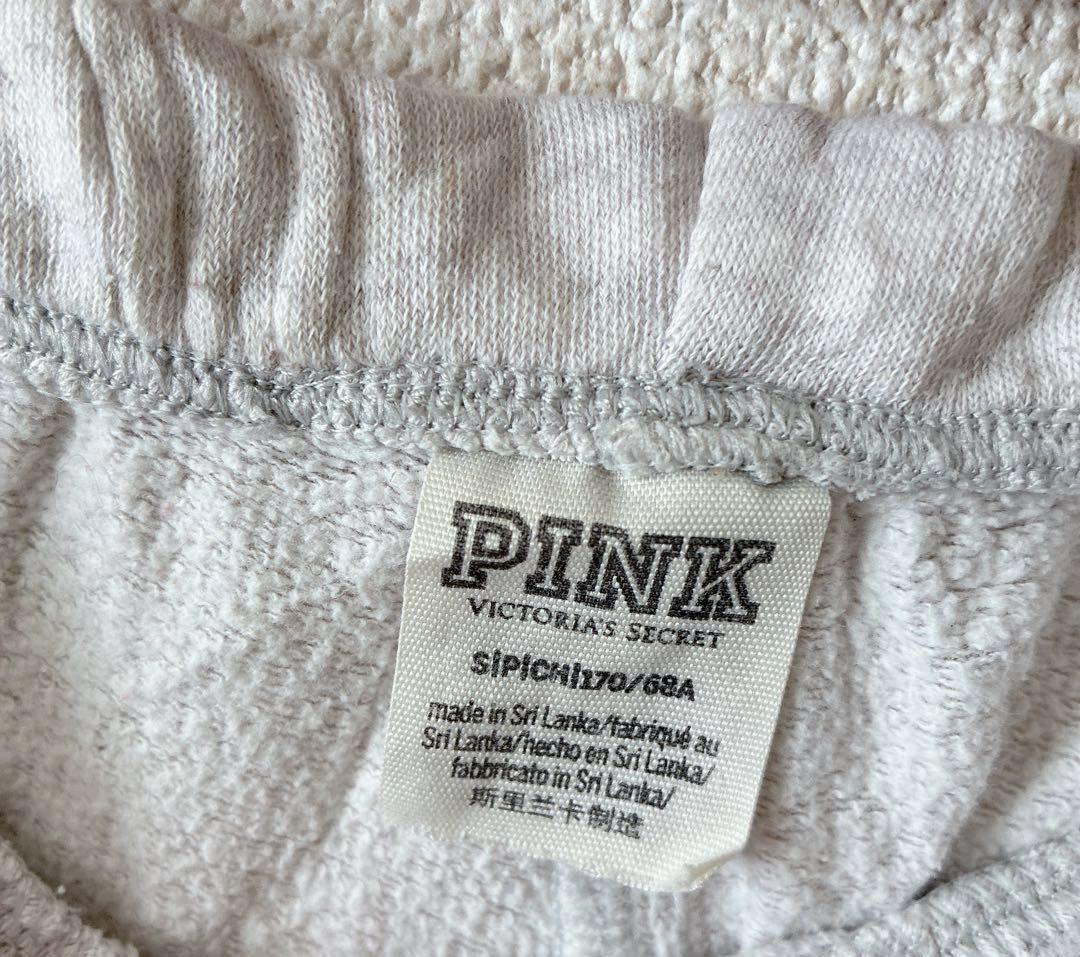 PINK
VICTORIA'S SECRET
S|P|CH|170/68A
made in Sri Lanka/fabriqué au
Sri Lanka/hecho en Sri Lanka/
fabbricato in Sri Lanka/
斯里兰卡制造